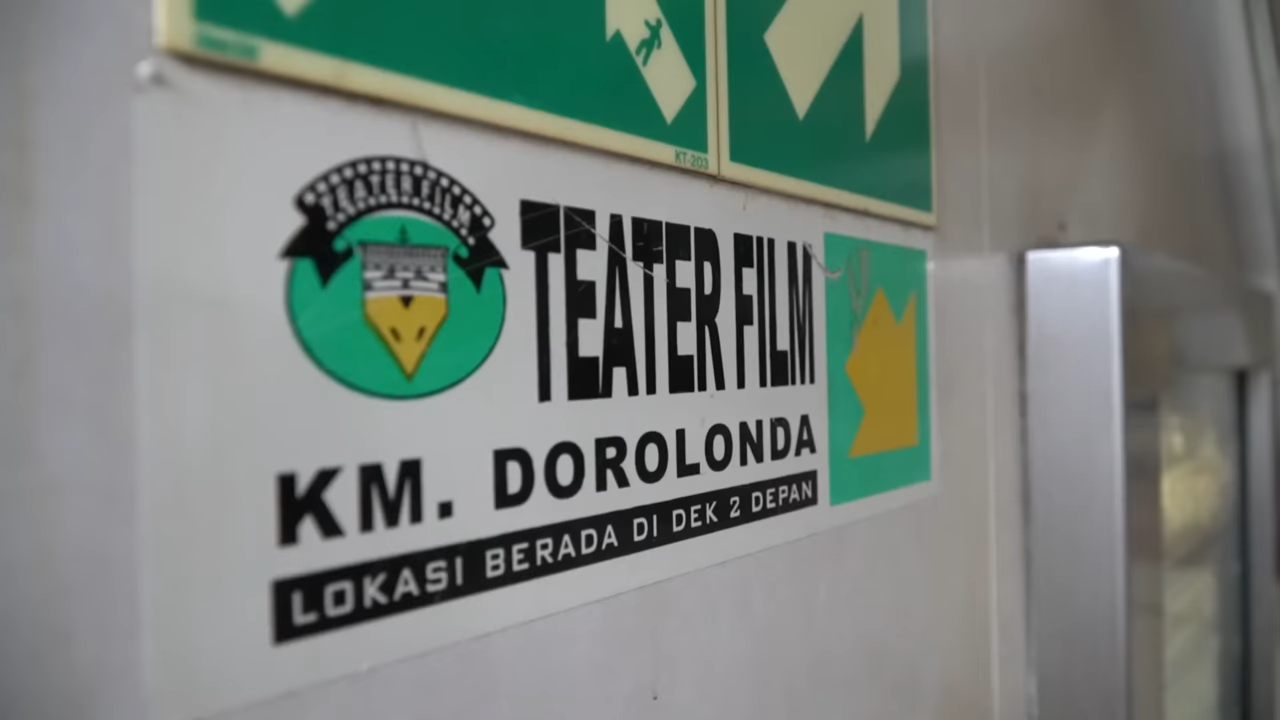 KT-203
TEATER FILM
TEATER FILM
KM. DOROLONDA
LOKASI BERADA DI DEK 2 DEPAN